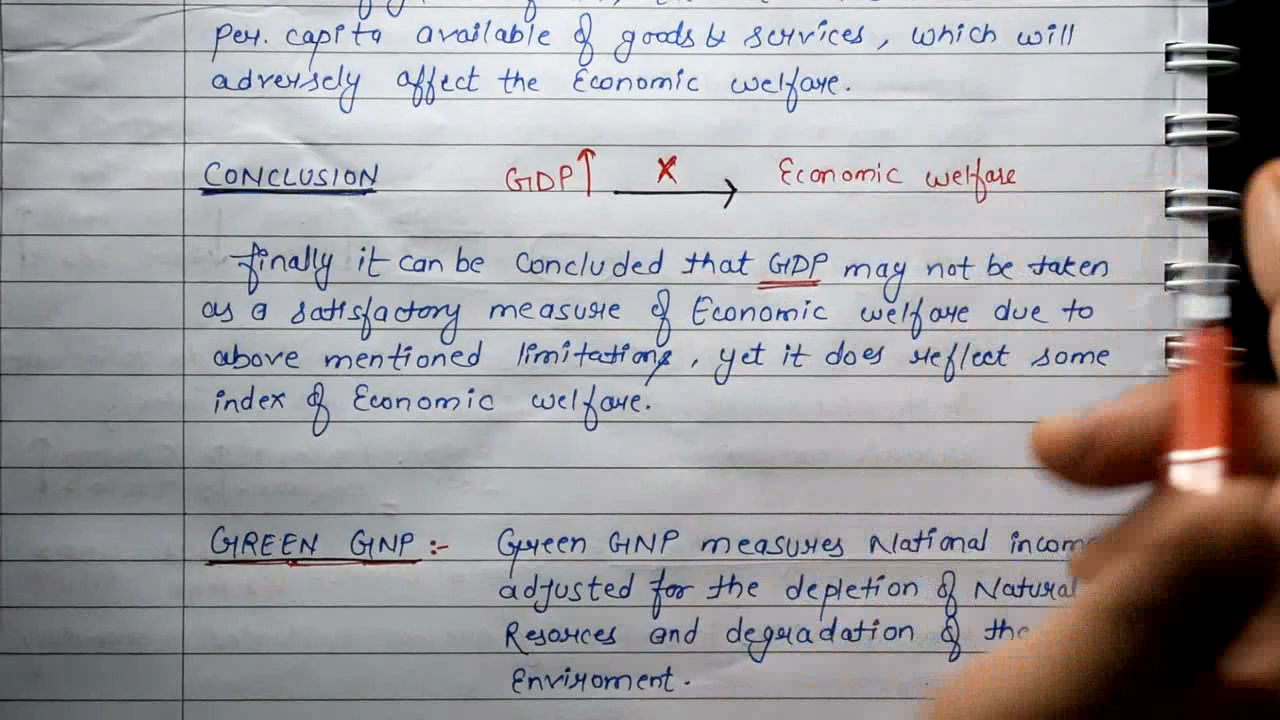 per. capita available of goods & services, which will
adversely affect the Economic welfare.
CONCLUSION GDP↑ X → Economic welfare
finally it can be concluded that GDP may not be taken
as a satisfactory measure of Economic welfare due to
above mentioned limitations, yet it does reflect some
index of Economic welfare.
GREEN GNP :- Green GNP measures National incom
adjusted for the depletion of Natural
Resorces and degradation of the
Enviroment.